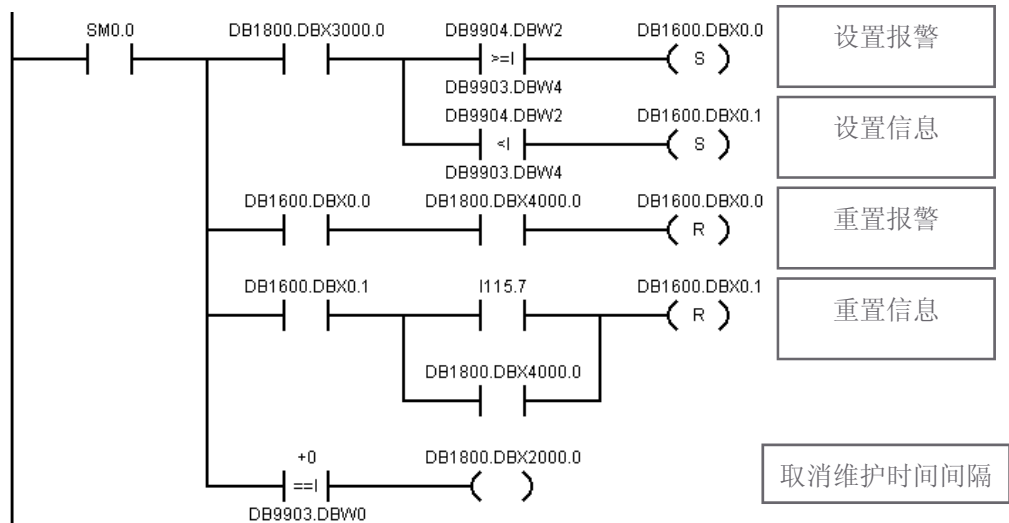 SM0.0 DB1800.DBX3000.0 DB9904.DBW2 DB1600.DBX0.0 设置报警
>=I S
DB9903.DBW4
DB9904.DBW2 DB1600.DBX0.1 设置信息
<I S
DB9903.DBW4
DB1600.DBX0.0 DB1800.DBX4000.0 DB1600.DBX0.0 重置报警
R
DB1600.DBX0.1 I115.7 DB1600.DBX0.1 重置信息
R
DB1800.DBX4000.0
+0 DB1800.DBX2000.0 取消维护时间间隔
==I
DB9903.DBW0